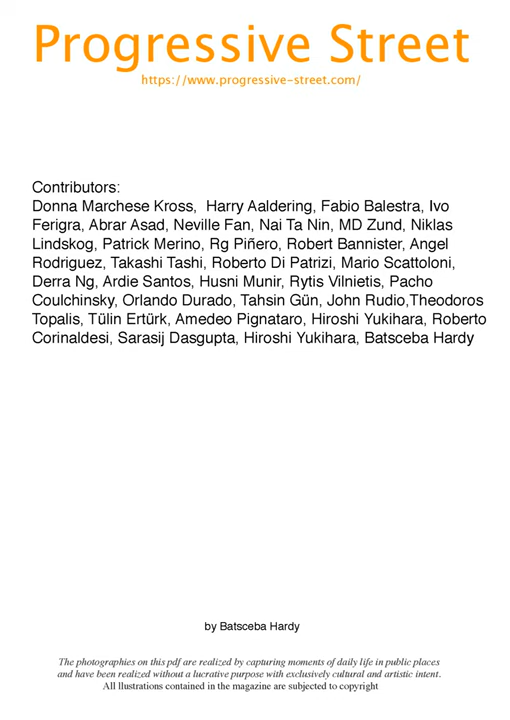 Progressive Street
https://www.progressive-street.com/
Contributors:
Donna Marchese Kross,  Harry Aaldering, Fabio Balestra, Ivo
Ferigra, Abrar Asad, Neville Fan, Nai Ta Nin, MD Zund, Niklas
Lindskog, Patrick Merino, Rg Piñero, Robert Bannister, Angel
Rodriguez, Takashi Tashi, Roberto Di Patrizi, Mario Scattoloni,
Derra Ng, Ardie Santos, Husni Munir, Rytis Vilnietis, Pacho
Coulchinsky, Orlando Durado, Tahsin Gün, John Rudio,Theodoros
Topalis, Tülin Ertürk, Amedeo Pignataro, Hiroshi Yukihara, Roberto
Corinaldesi, Sarasij Dasgupta, Hiroshi Yukihara, Batsceba Hardy
by Batsceba Hardy
The photographies on this pdf are realized by capturing moments of daily life in public places
and have been realized without a lucrative purpose with exclusively cultural and artistic intent.
All llustrations contained in the magazine are subjected to copyright